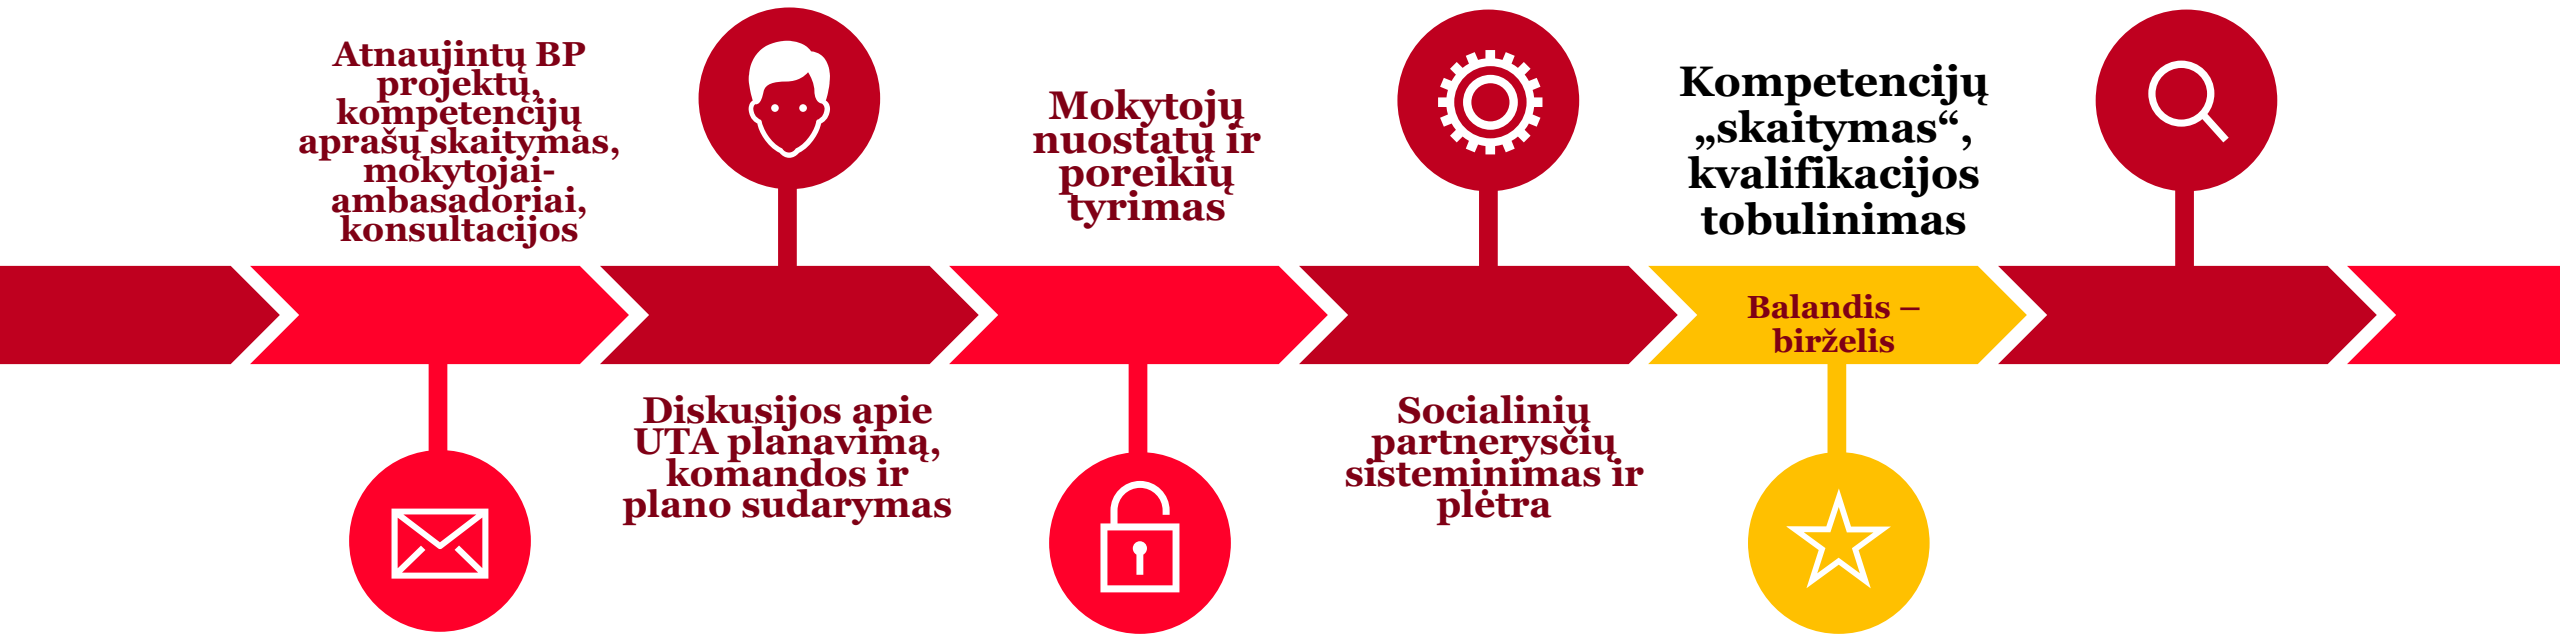 Atnaujintų BP
projektų,
kompetencijų
aprašų skaitymas,
mokytojai-
ambasadoriai,
konsultacijos
Diskusijos apie
UTA planavimą,
komandos ir
plano sudarymas
Mokytojų
nuostatų ir
poreikių
tyrimas
Socialinių
partnerysčių
sisteminimas ir
plėtra
Kompetencijų
„skaitymas“,
kvalifikacijos
tobulinimas
Balandis –
birželis